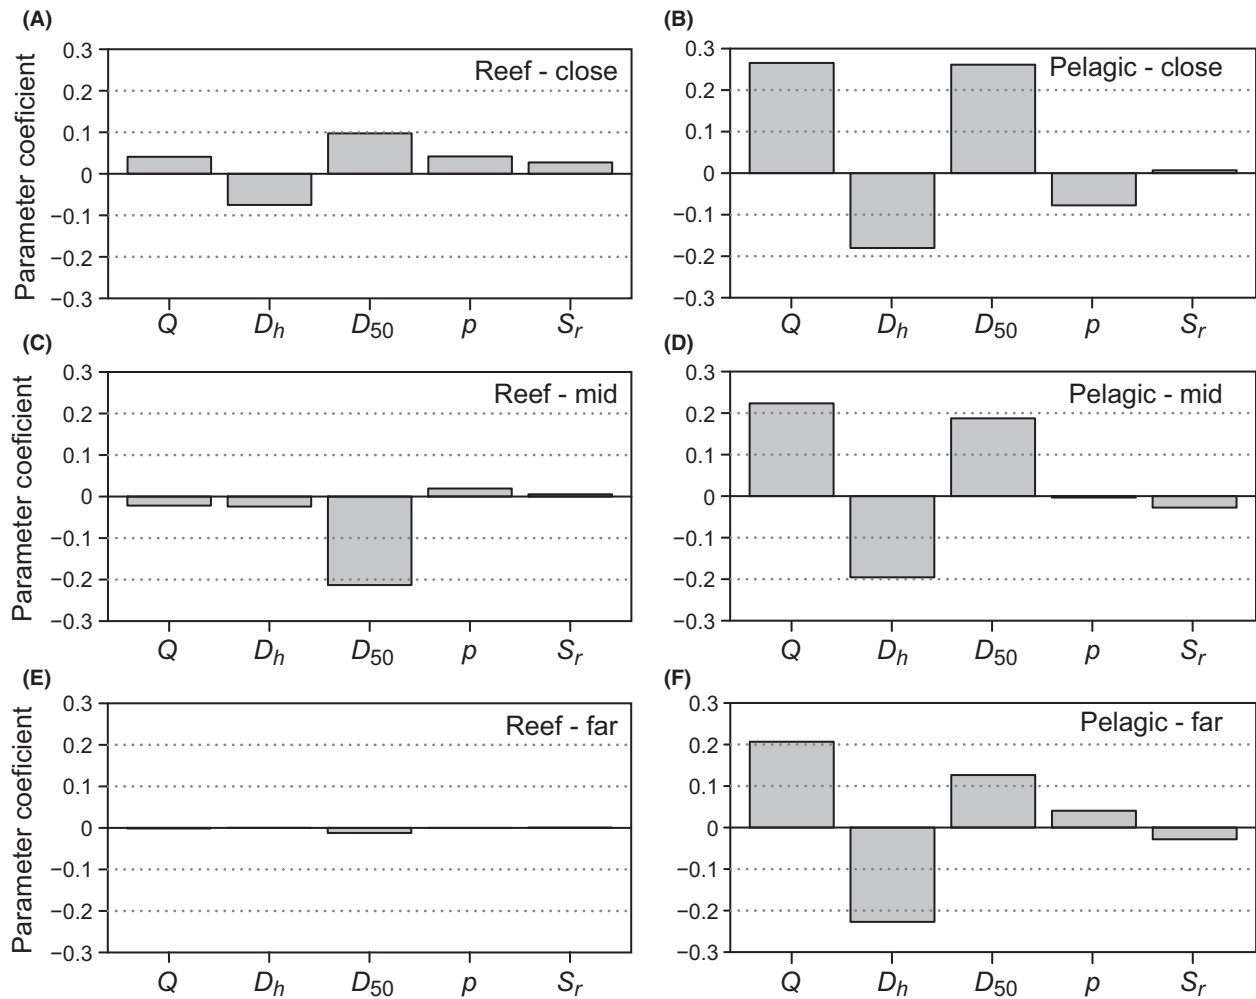 (A)
Reef - close
Parameter coeficient
0.3
0.2
0.1
0
−0.1
−0.2
−0.3
Q D_h D_50 p S_r
(B)
Pelagic - close
0.3
0.2
0.1
0
−0.1
−0.2
−0.3
Q D_h D_50 p S_r
(C)
Reef - mid
Parameter coeficient
0.3
0.2
0.1
0
−0.1
−0.2
−0.3
Q D_h D_50 p S_r
(D)
Pelagic - mid
0.3
0.2
0.1
0
−0.1
−0.2
−0.3
Q D_h D_50 p S_r
(E)
Reef - far
Parameter coeficient
0.3
0.2
0.1
0
−0.1
−0.2
−0.3
Q D_h D_50 p S_r
(F)
Pelagic - far
0.3
0.2
0.1
0
−0.1
−0.2
−0.3
Q D_h D_50 p S_r